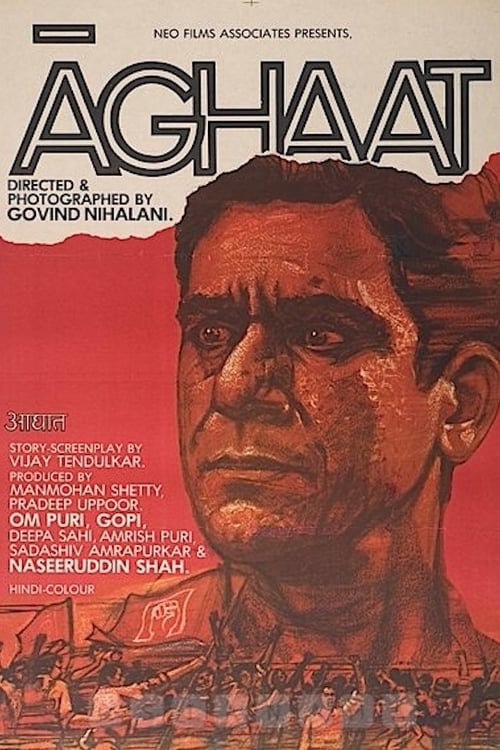 NEO FILMS ASSOCIATES PRESENTS,
AGHAAT
DIRECTED &
PHOTOGRAPHED BY
GOVIND NIHALANI.
आघात
STORY-SCREENPLAY BY
VIJAY TENDULKAR.
PRODUCED BY
MANMOHAN SHETTY,
PRADEEP UPPOOR.
OM PURI, GOPI,
DEEPA SAHI, AMRISH PURI,
SADASHIV AMRAPURKAR &
NASEERUDDIN SHAH.
HINDI-COLOUR